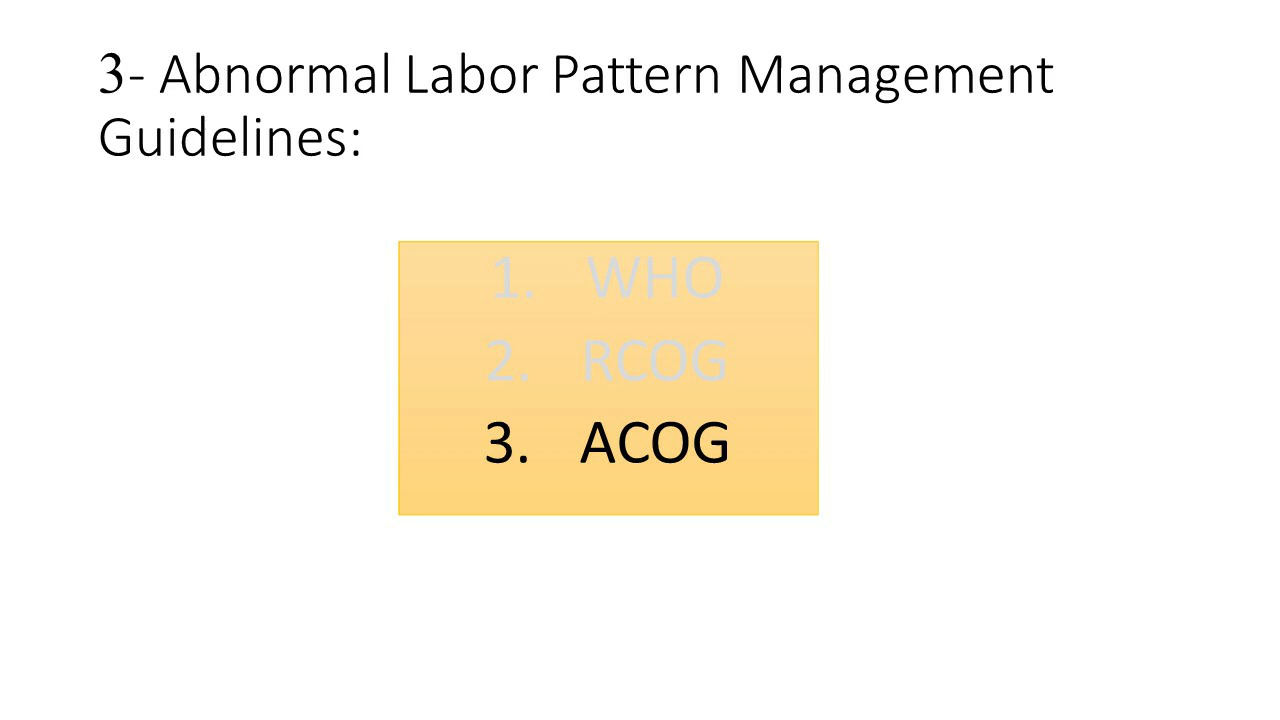 3- Abnormal Labor Pattern Management
Guidelines:
1. WHO
2. RCOG
3. ACOG